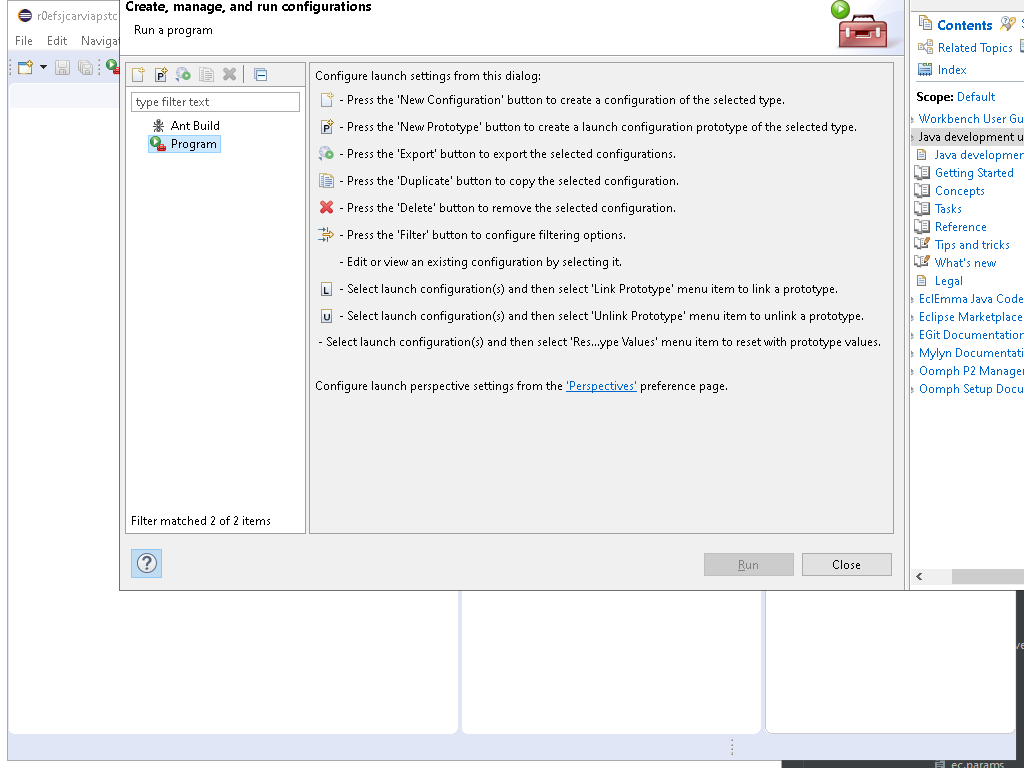 Create, manage, and run configurations
Run a program
r0efsjcarviapstc
File Edit Navigat
type filter text
Ant Build
Program
Filter matched 2 of 2 items
Configure launch settings from this dialog:
- Press the 'New Configuration' button to create a configuration of the selected type.
- Press the 'New Prototype' button to create a launch configuration prototype of the selected type.
- Press the 'Export' button to export the selected configurations.
- Press the 'Duplicate' button to copy the selected configuration.
- Press the 'Delete' button to remove the selected configuration.
- Press the 'Filter' button to configure filtering options.
- Edit or view an existing configuration by selecting it.
- Select launch configuration(s) and then select 'Link Prototype' menu item to link a prototype.
- Select launch configuration(s) and then select 'Unlink Prototype' menu item to unlink a prototype.
- Select launch configuration(s) and then select 'Res...ype Values' menu item to reset with prototype values.
Configure launch perspective settings from the 'Perspectives' preference page.
Run
Close
Contents
Related Topics
Index
Scope: Default
Workbench User Gu
Java development u
Java developmer
Getting Started
Concepts
Tasks
Reference
Tips and tricks
What's new
Legal
EclEmma Java Code
Eclipse Marketplace
EGit Documentation
Mylyn Documentati
Oomph P2 Manager
Oomph Setup Docu
ec.params